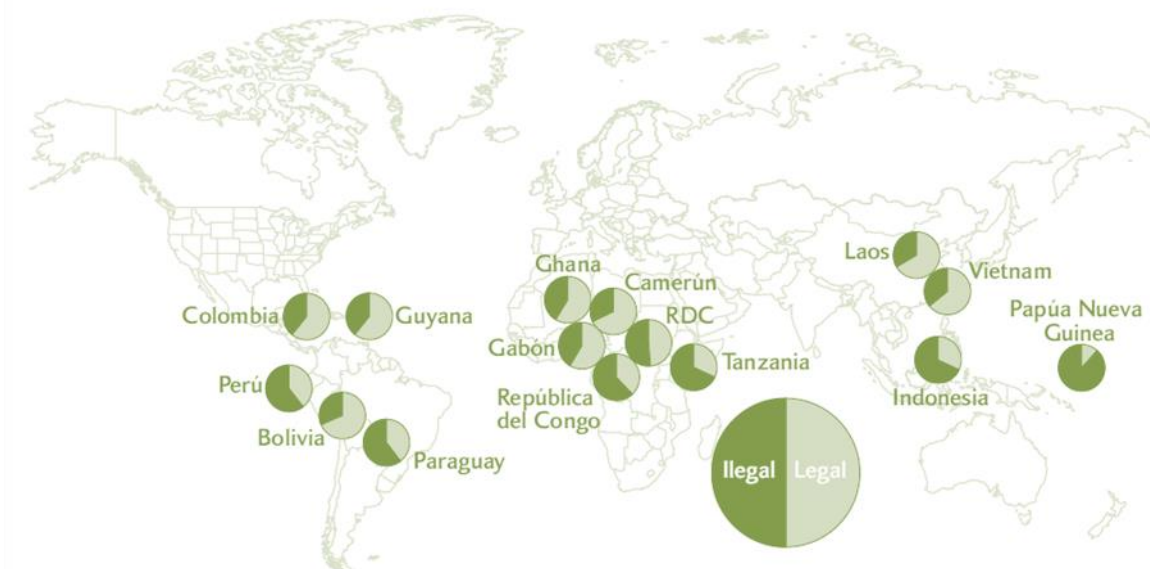 Laos
Vietnam
Ghana
Camerún
Papúa Nueva
Guinea
Colombia
Guyana
RDC
Gabón
Tanzania
Perú
República
del Congo
Indonesia
Bolivia
Paraguay
Ilegal
Legal